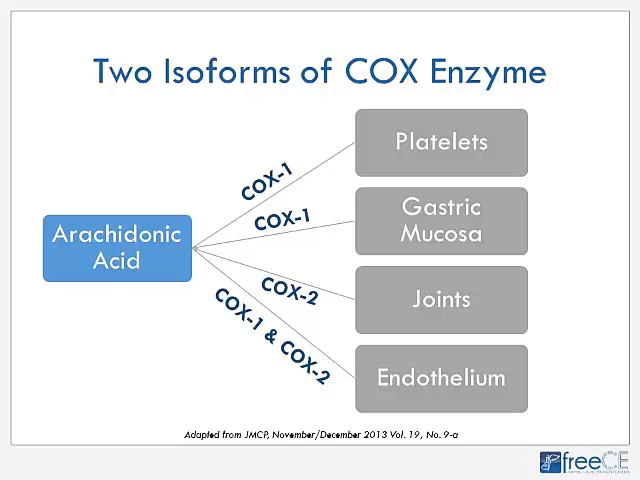 Two Isoforms of COX Enzyme
Platelets
COX-1
Gastric
Mucosa
COX-1
Arachidonic
Acid
COX-2
Joints
COX-1 & COX-2
Endothelium
Adapted from JMCP, November/December 2013 Vol. 19, No. 9-a
freeCE